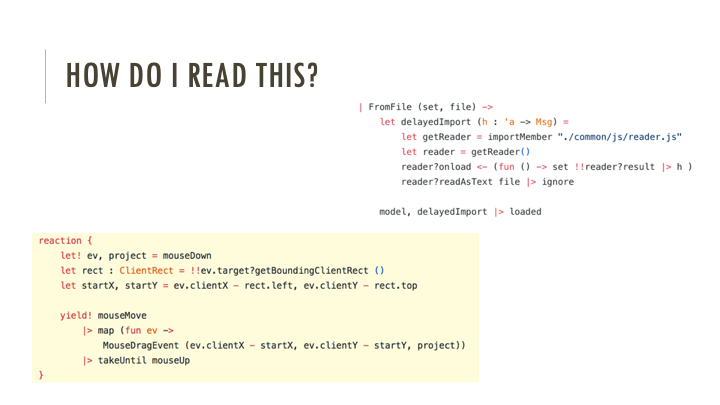 HOW DO I READ THIS?
| FromFile (set, file) ->
let delayedImport (h : 'a -> Msg) =
let getReader = importMember "./common/js/reader.js"
let reader = getReader()
reader?onload <- (fun () -> set !!reader?result |> h )
reader?readAsText file |> ignore
model, delayedImport |> loaded
reaction {
let! ev, project = mouseDown
let rect : ClientRect = !!ev.target?getBoundingClientRect ()
let startX, startY = ev.clientX - rect.left, ev.clientY - rect.top
yield! mouseMove
|> map (fun ev ->
MouseDragEvent (ev.clientX - startX, ev.clientY - startY, project))
|> takeUntil mouseUp
}